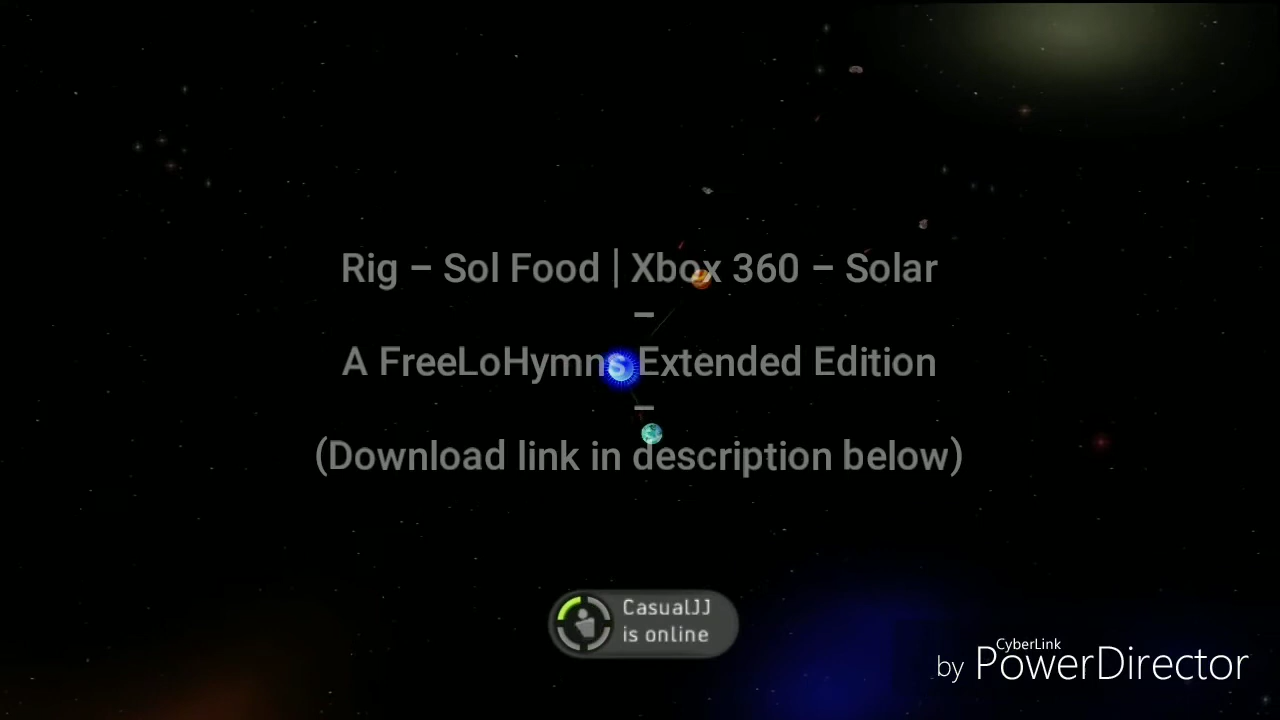 Rig – Sol Food | Xbox 360 – Solar
–
A FreeLoHymns Extended Edition
–
(Download link in description below)
CasualJJ
is online
CyberLink
by PowerDirector